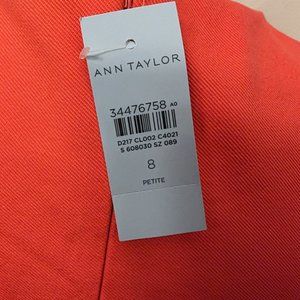 ANN TAYLOR
34476758 A0
D217 CL002 C4021
S 608030 SZ 089
8
PETITE